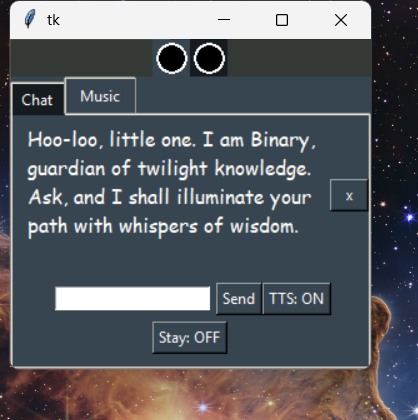 tk
Chat Music
Hoo-loo, little one. I am Binary,
guardian of twilight knowledge.
Ask, and I shall illuminate your
path with whispers of wisdom.
x
Send TTS: ON
Stay: OFF